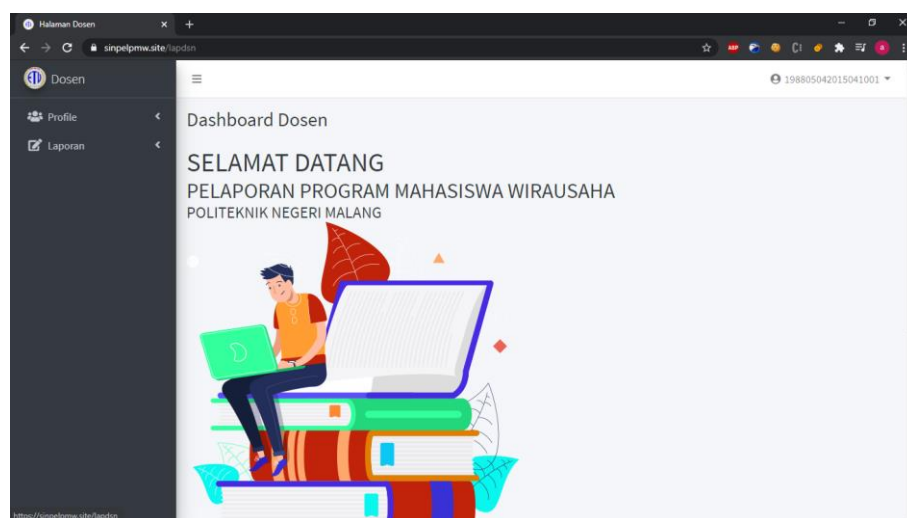 Halaman Dosen
sinpelpmw.site/lapdsn
ABP
Dosen
198805042015041001
Profile
Laporan
Dashboard Dosen
SELAMAT DATANG
PELAPORAN PROGRAM MAHASISWA WIRAUSAHA
POLITEKNIK NEGERI MALANG
https://sinpelpmw.site/lapdsn